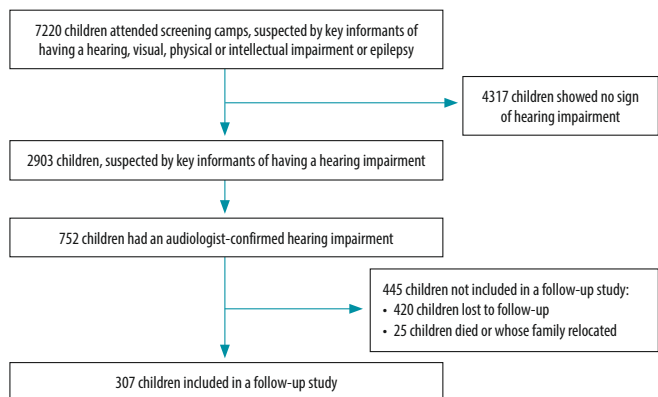 7220 children attended screening camps, suspected by key informants of
having a hearing, visual, physical or intellectual impairment or epilepsy
4317 children showed no sign
of hearing impairment
2903 children, suspected by key informants of having a hearing impairment
752 children had an audiologist-confirmed hearing impairment
445 children not included in a follow-up study:
• 420 children lost to follow-up
• 25 children died or whose family relocated
307 children included in a follow-up study